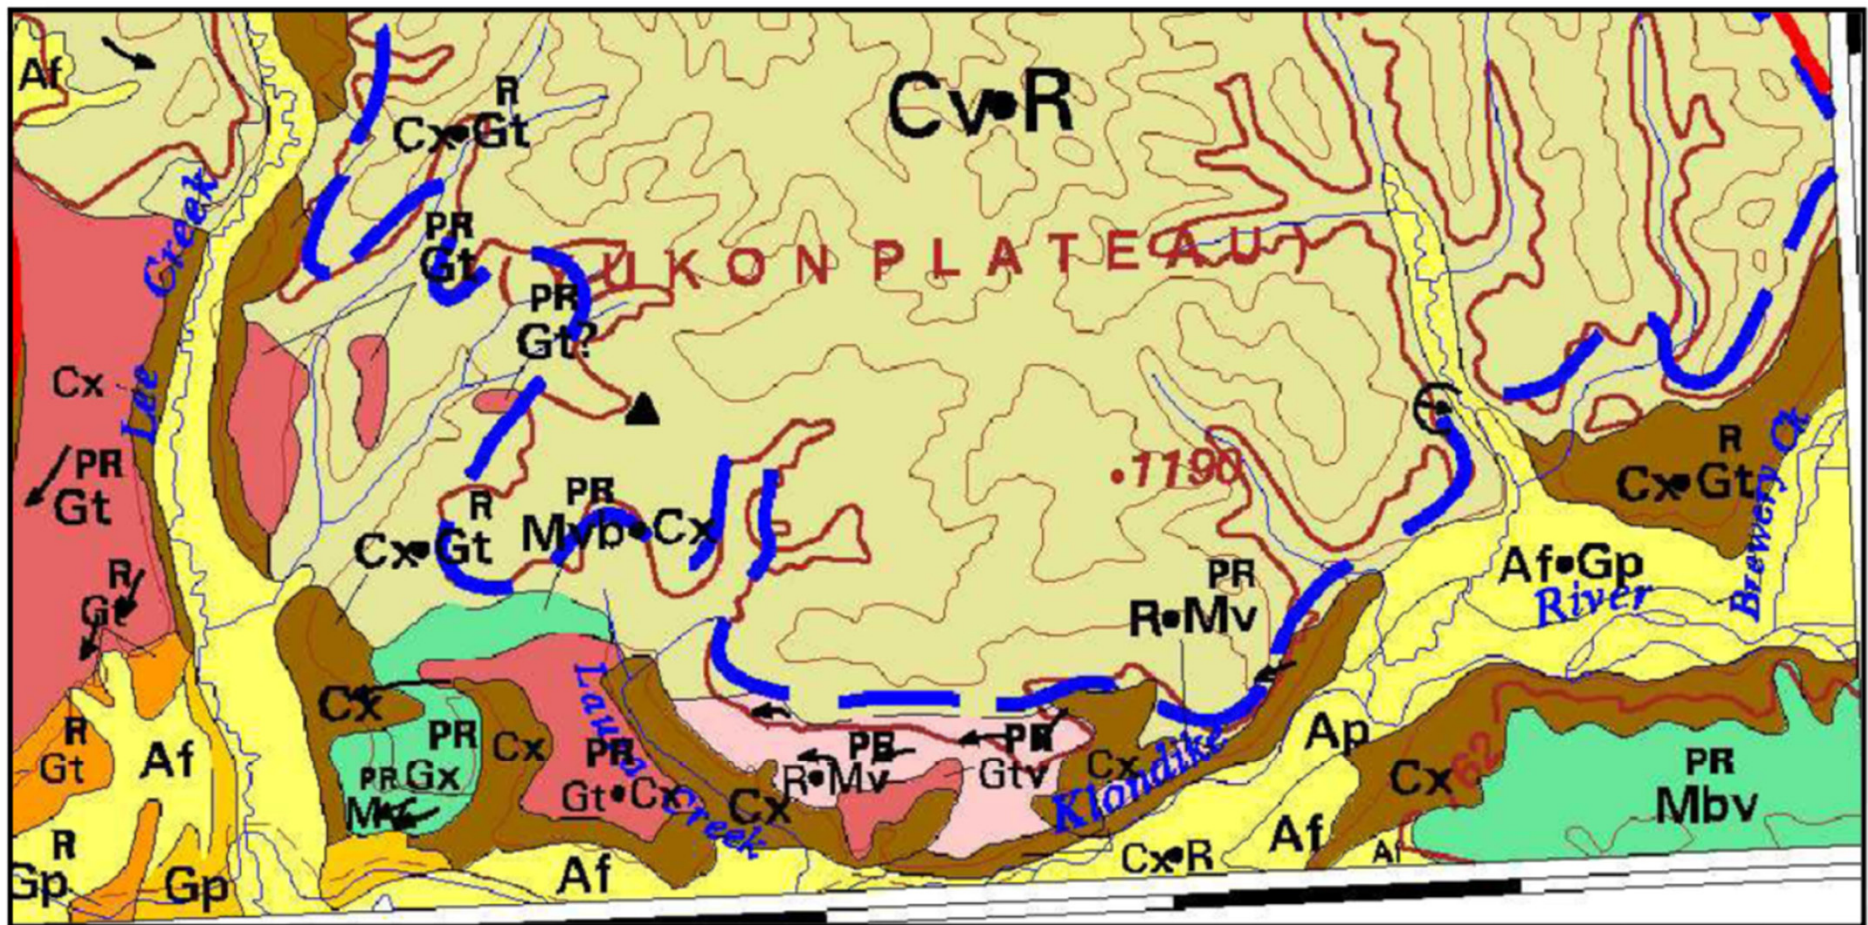 Af
R
Cx•Gt
Cv•R
Lee Creek
PR
Gt
YUKON PLATEAU)
PR
Gt?
Cx
PR
Gt
•1190
R
Cx•Gt
PR
Mvb•Cx
R
Cx•Gt
Brewery Ck
R
Gt
PR
R•Mv
Af•Gp
River
Cx
PR
Gx
PR
Cx
PR
Gt•Cx
Laura Creek
Cx
PR
R•Mv
PR
Gtv
Cx
Klondike
Ap
Cx
PR
Mbv
R
Gt
Af
R
Gp
Gp
Af
Cx•R
Af
Af